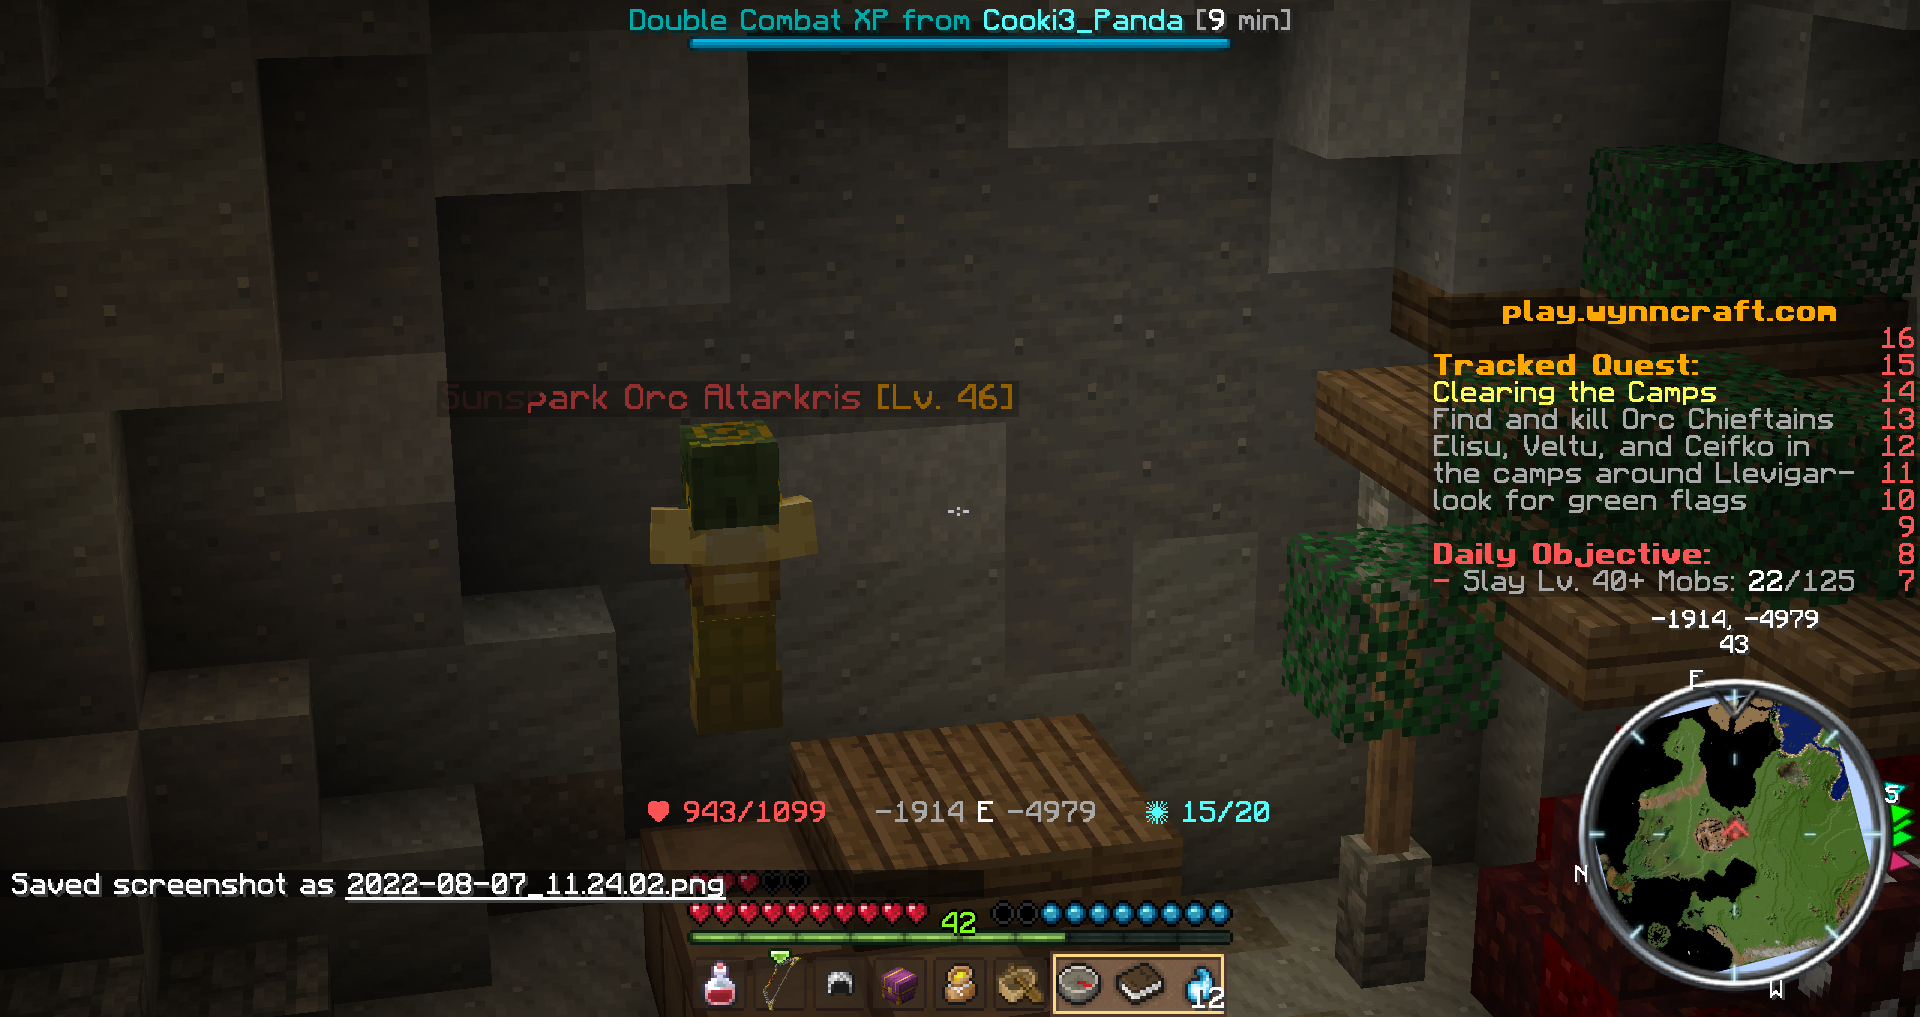 Double Combat XP from Cooki3_Panda [9 min]
play.wynncraft.com
16
Tracked Quest: 15
Clearing the Camps 14
Find and kill Orc Chieftains 13
Elisu, Veltu, and Ceifko in 12
the camps around Llevigar- 11
look for green flags 10
9
Daily Objective: 8
- Slay Lv. 40+ Mobs: 22/125 7
Sunspark Orc Altarkris [Lv. 46]
-1914, -4979
43
E
S
N
W
943/1099 -1914 E -4979 15/20
Saved screenshot as 2022-08-07_11.24.02.png
42
12